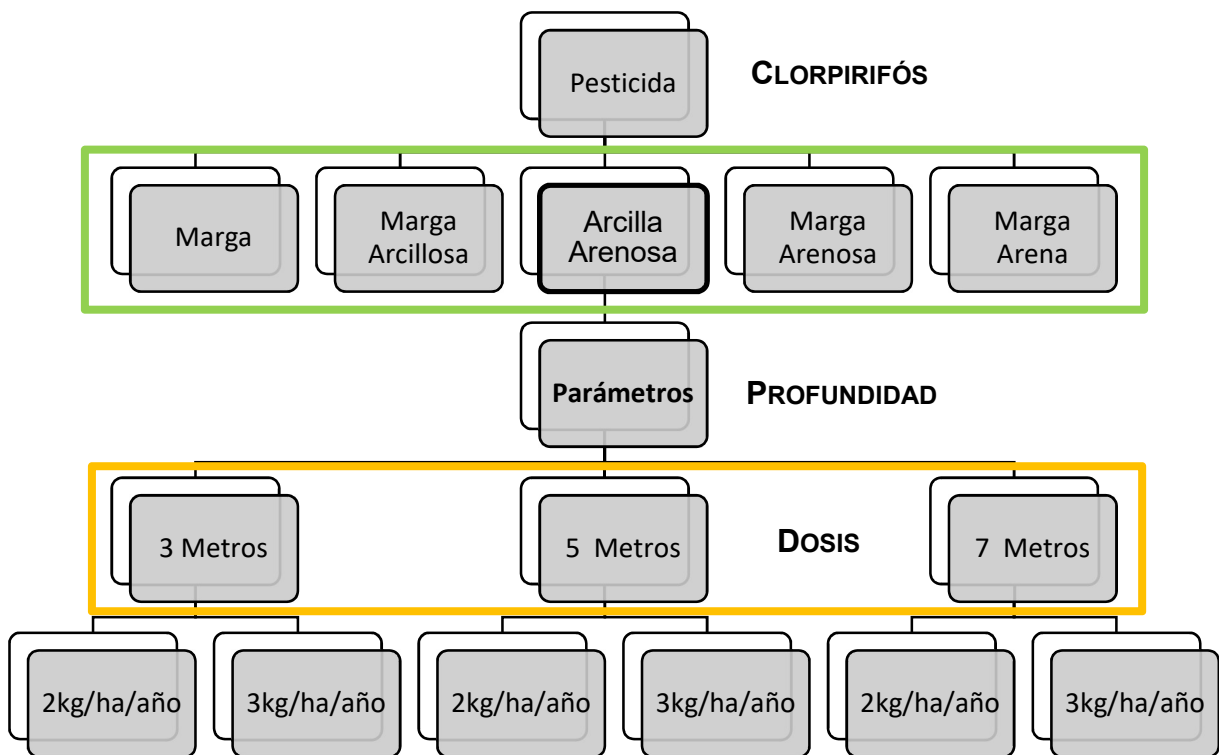 Pesticida
CLORPIRIFÓS
Marga
Marga
Arcillosa
Arcilla
Arenosa
Marga
Arenosa
Marga
Arena
Parámetros
PROFUNDIDAD
3 Metros
5 Metros
DOSIS
7 Metros
2kg/ha/año
3kg/ha/año
2kg/ha/año
3kg/ha/año
2kg/ha/año
3kg/ha/año